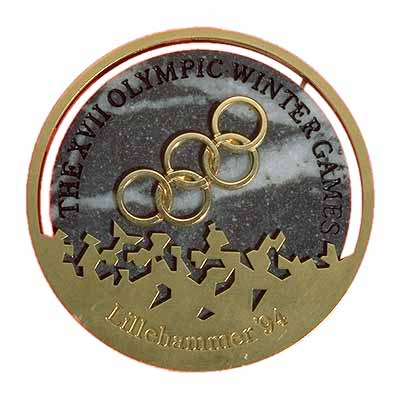 THE XVII OLYMPIC WINTER GAMES
Lillehammer '94